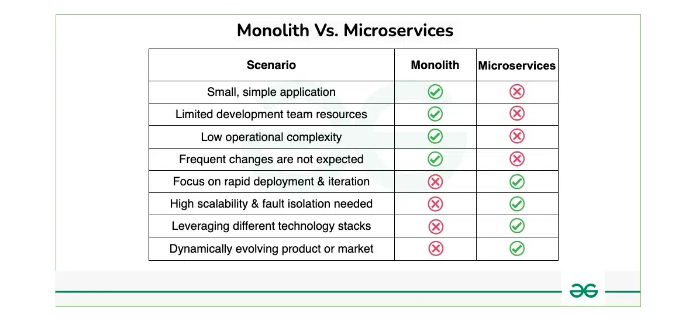 Monolith Vs. Microservices
Scenario Monolith Microservices
Small, simple application
Limited development team resources
Low operational complexity
Frequent changes are not expected
Focus on rapid deployment & iteration
High scalability & fault isolation needed
Leveraging different technology stacks
Dynamically evolving product or market